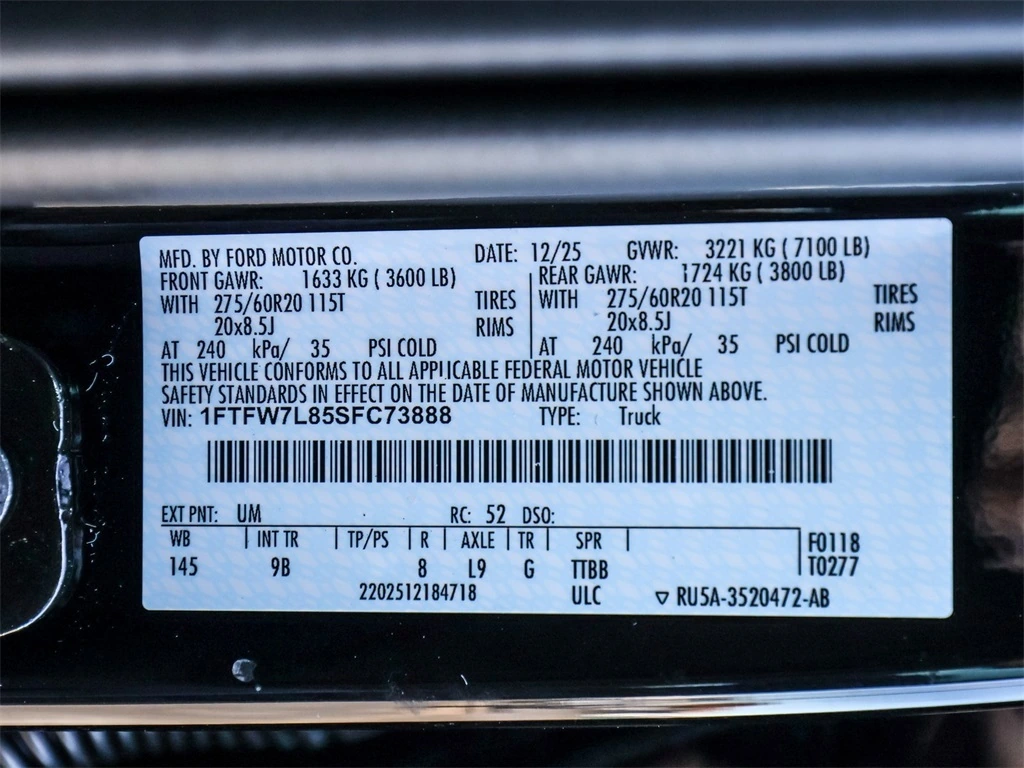 MFD. BY FORD MOTOR CO. DATE: 12/25 GVWR: 3221 KG ( 7100 LB)
FRONT GAWR: 1633 KG ( 3600 LB) REAR GAWR: 1724 KG ( 3800 LB)
WITH 275/60R20 115T TIRES WITH 275/60R20 115T TIRES
20x8.5J RIMS 20x8.5J RIMS
AT 240 kPa/ 35 PSI COLD AT 240 kPa/ 35 PSI COLD
THIS VEHICLE CONFORMS TO ALL APPLICABLE FEDERAL MOTOR VEHICLE
SAFETY STANDARDS IN EFFECT ON THE DATE OF MANUFACTURE SHOWN ABOVE.
VIN: 1FTFW7L85SFC73888 TYPE: Truck
EXT PNT: UM RC: 52 DSO:
WB INT TR TP/PS R AXLE TR SPR F0118
145 9B 8 L9 G TTBB T0277
2202512184718 ULC ▽ RU5A-3520472-AB